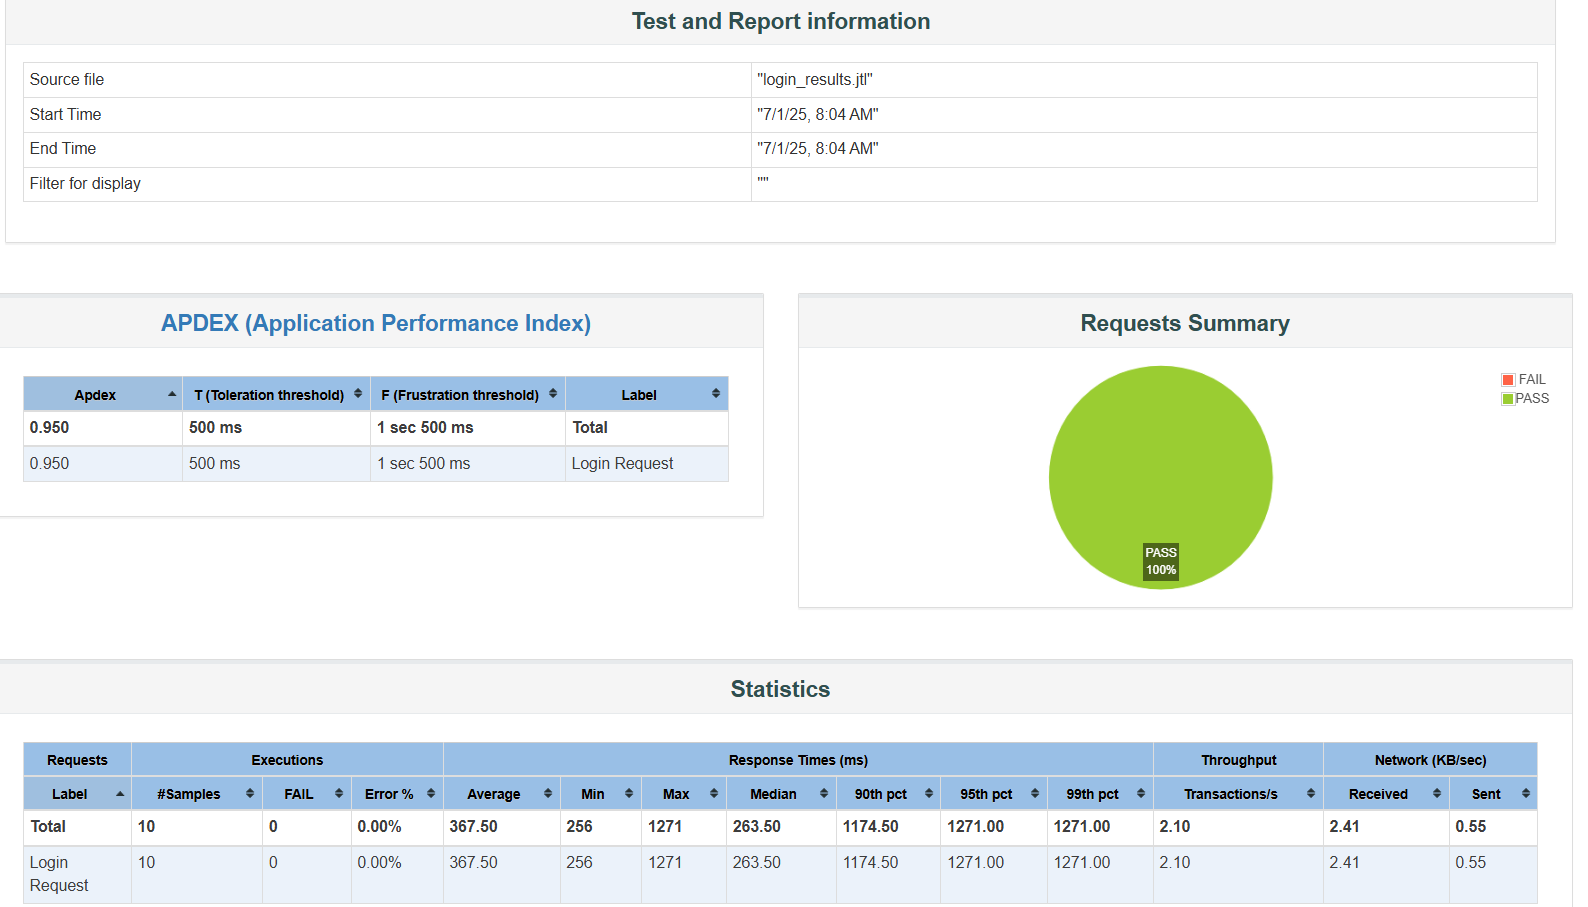 Test and Report information
Source file "login_results.jtl"
Start Time "7/1/25, 8:04 AM"
End Time "7/1/25, 8:04 AM"
Filter for display ""
APDEX (Application Performance Index)
Apdex T (Toleration threshold) F (Frustration threshold) Label
0.950 500 ms 1 sec 500 ms Total
0.950 500 ms 1 sec 500 ms Login Request
Requests Summary
FAIL
PASS
PASS
100%
Statistics
Requests Executions Response Times (ms) Throughput Network (KB/sec)
Label #Samples FAIL Error % Average Min Max Median 90th pct 95th pct 99th pct Transactions/s Received Sent
Total 10 0 0.00% 367.50 256 1271 263.50 1174.50 1271.00 1271.00 2.10 2.41 0.55
Login Request 10 0 0.00% 367.50 256 1271 263.50 1174.50 1271.00 1271.00 2.10 2.41 0.55